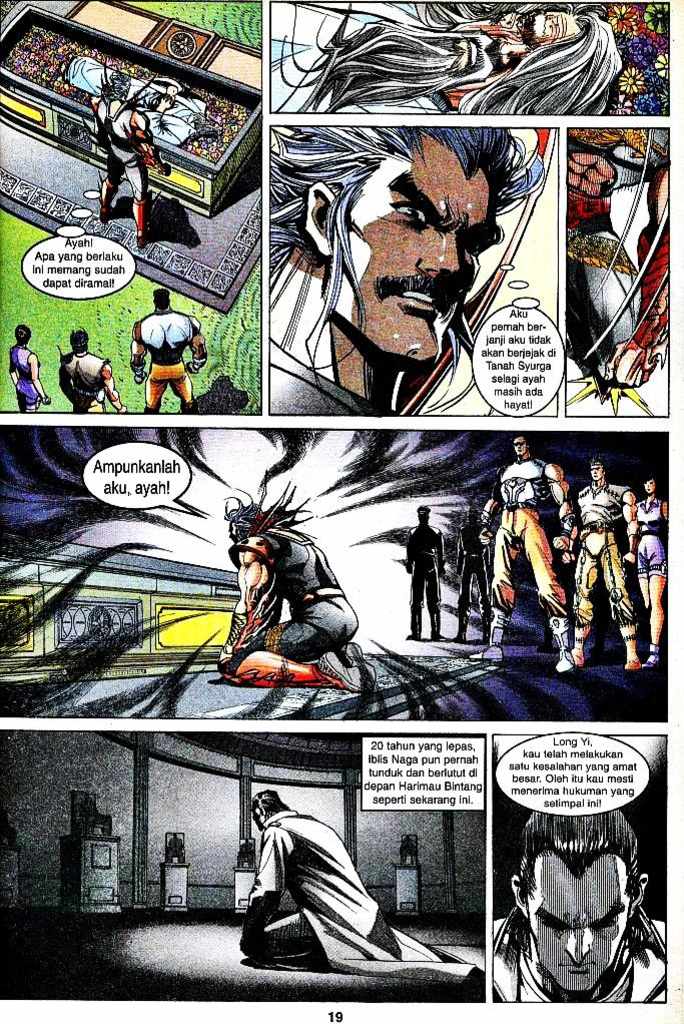 Ayah!
Apa yang berlaku
ini memang sudah
dapat diramal!
Aku
pernah ber-
janji aku tidak
akan berjejak di
Tanah Syurga
selagi ayah
masih ada
hayat!
Ampunkanlah
aku, ayah!
20 tahun yang lepas,
Iblis Naga pun pernah
tunduk dan berlutut di
depan Harimau Bintang
seperti sekarang ini.
Long Yi,
kau telah melakukan
satu kesalahan yang amat
besar. Oleh itu kau mesti
menerima hukuman yang
setimpal ini!
19